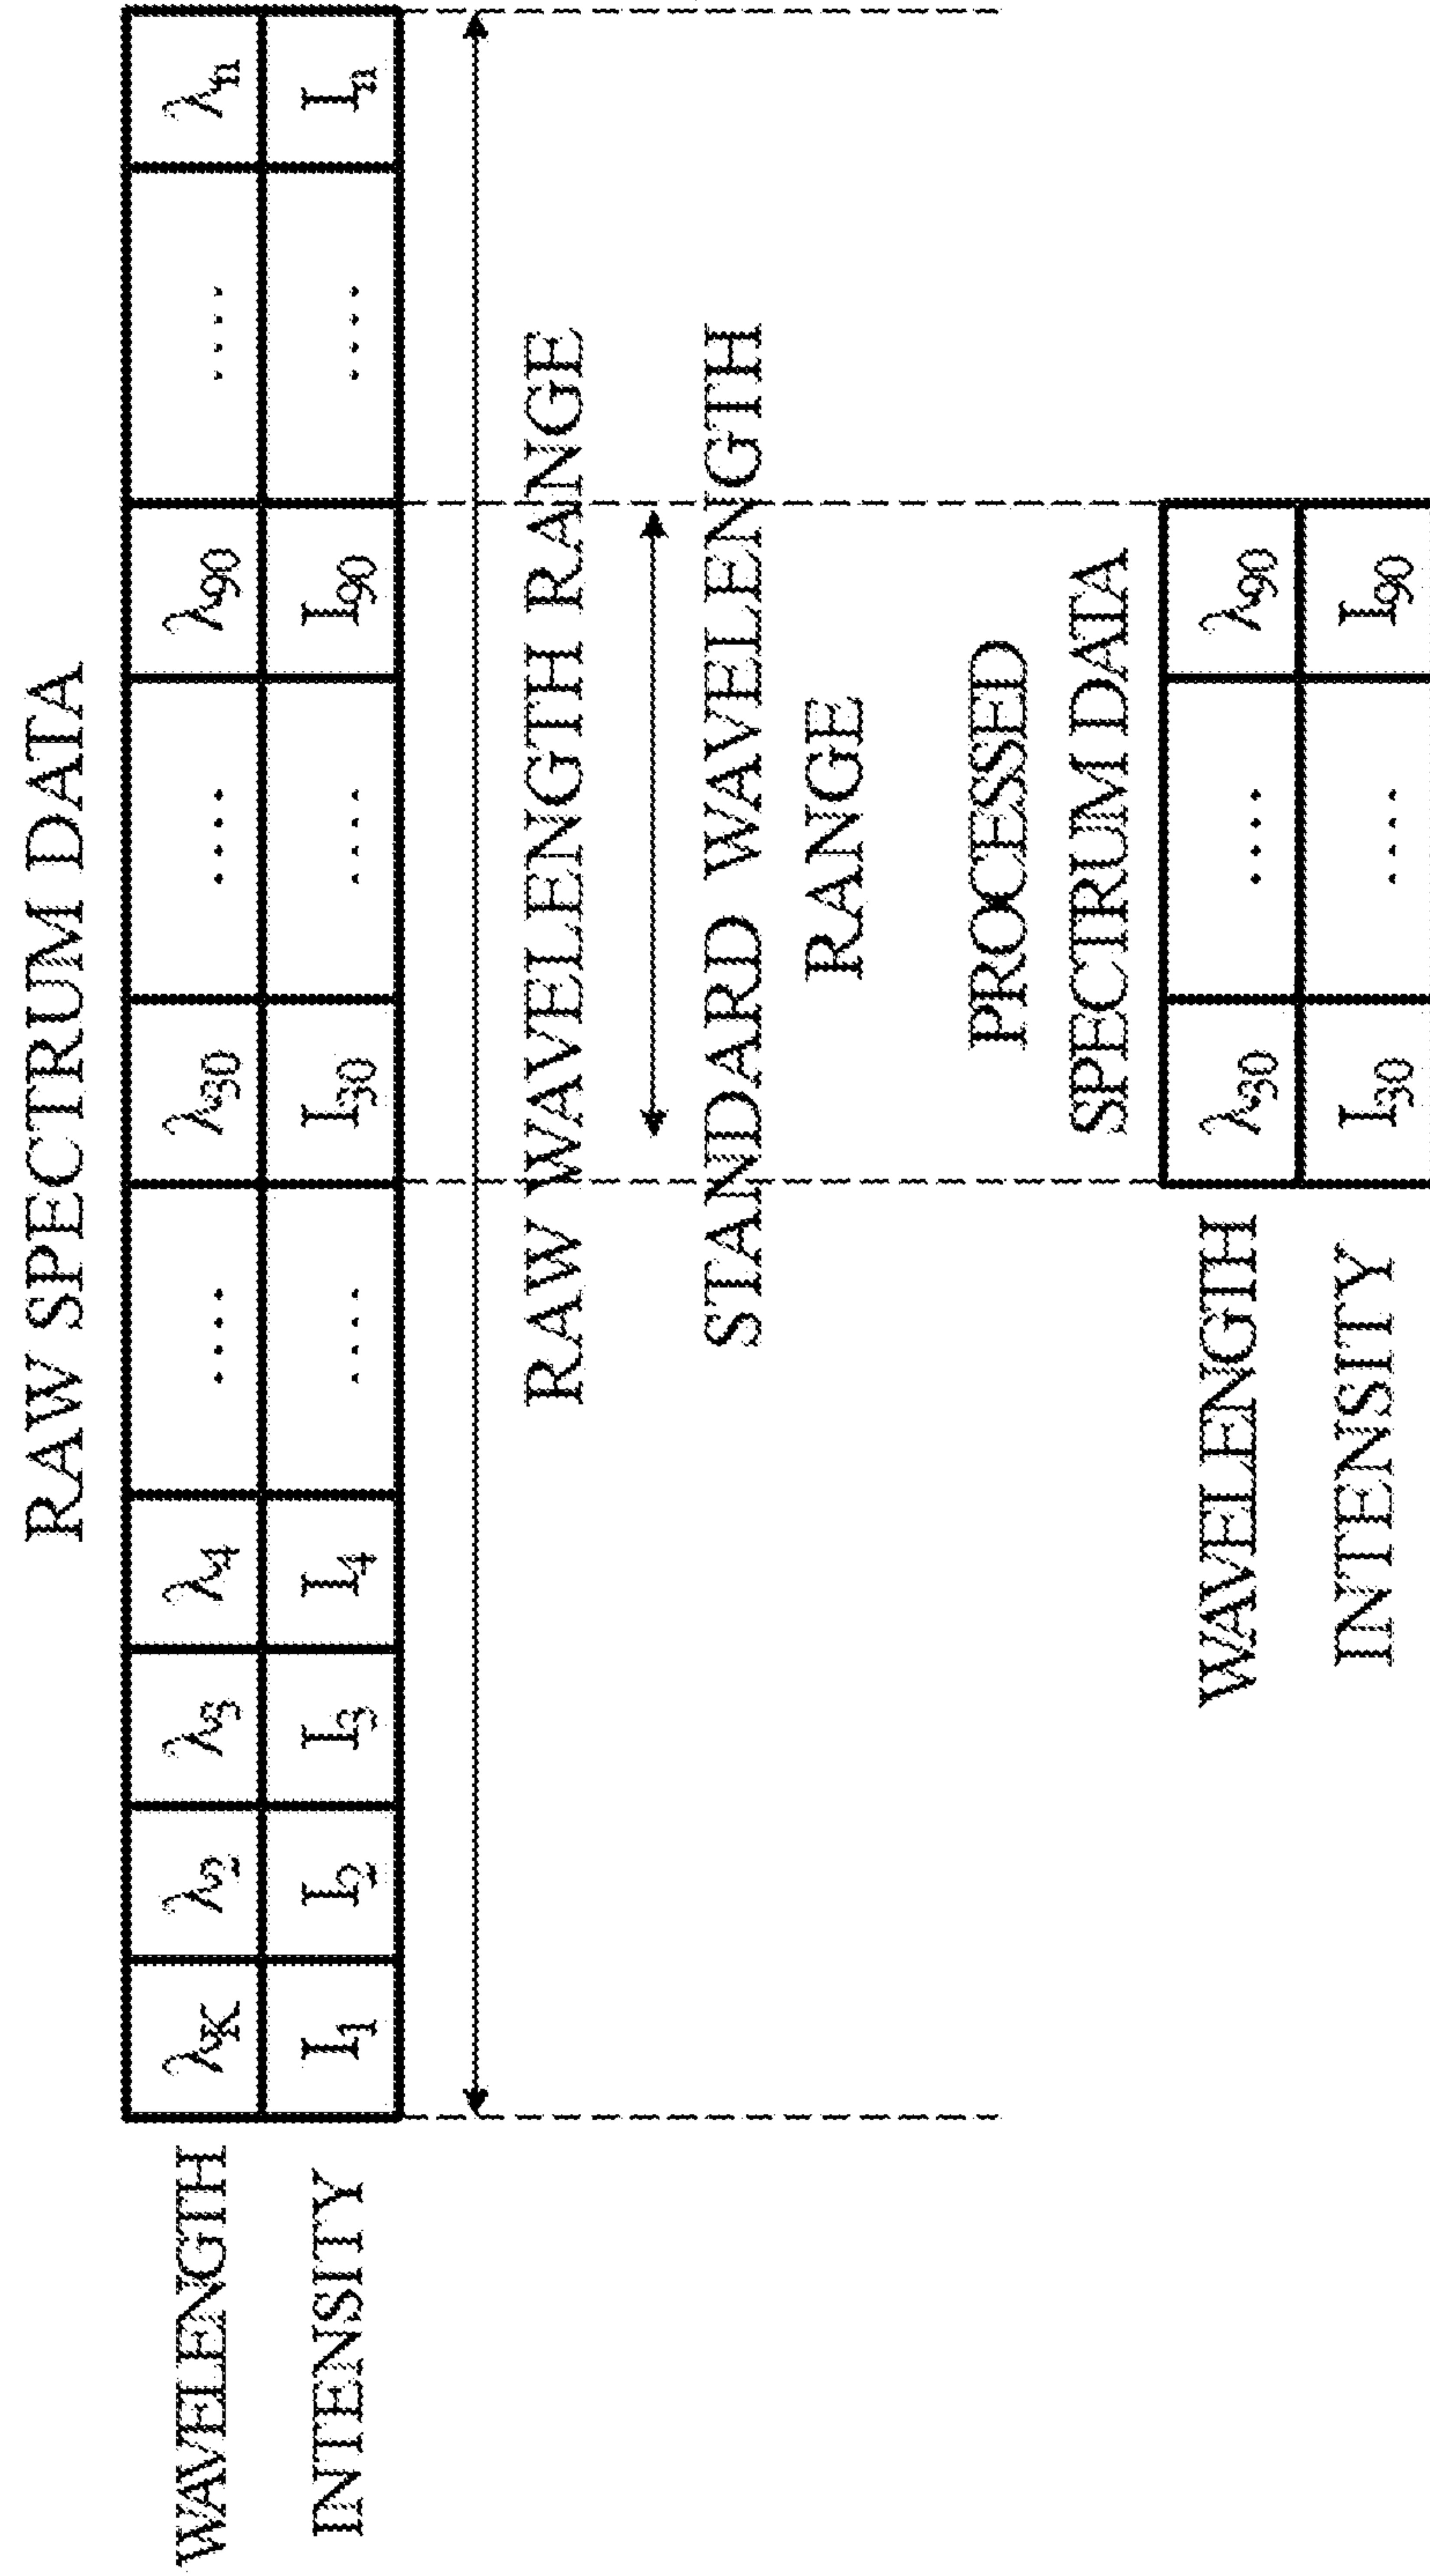 RAW SPECTRUM DATA
WAVELENGTH λK λ2 λ3 λ4 .... λ30 .... λ90 .... λn
INTENSITY I1 I2 I3 I4 .... I30 .... I90 .... In
RAW WAVELENGTH RANGE
STANDARD WAVELENGTH
RANGE
PROCESSED
SPECTRUM DATA
WAVELENGTH λ30 .... λ90
INTENSITY I30 .... I90